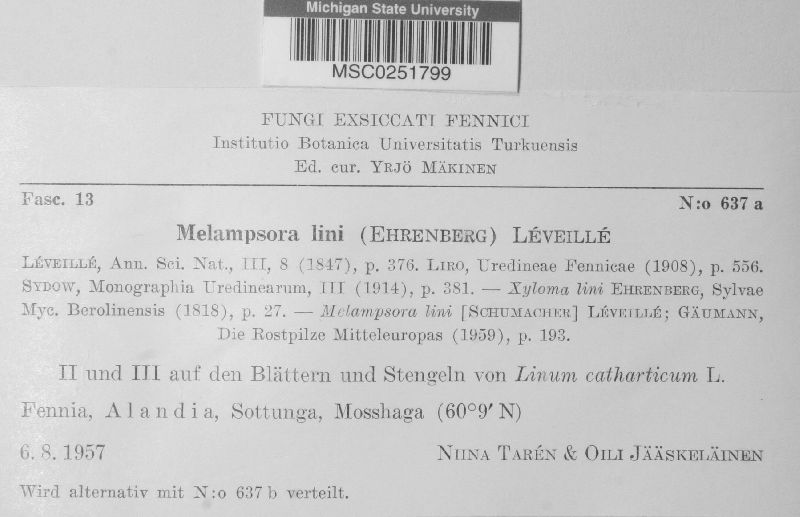 Michigan State University
MSC0251799
FUNGI EXSICCATI FENNICI
Institutio Botanica Universitatis Turkuensis
Ed. cur. YRJÖ MÄKINEN
Fasc. 13 N:o 637 a
Melampsora lini (EHRENBERG) LÉVEILLÉ
LÉVEILLÉ, Ann. Sci. Nat., III, 8 (1847), p. 376. LIRO, Uredineae Fennicae (1908), p. 556.
SYDOW, Monographia Uredinearum, III (1914), p. 381. — Xyloma lini EHRENBERG, Sylvae
Myc. Berolinensis (1818), p. 27. — Melampsora lini [SCHUMACHER] LÉVEILLÉ; GÄUMANN,
Die Rostpilze Mitteleuropas (1959), p. 193.
II und III auf den Blättern und Stengeln von Linum catharticum L.
Fennia, Alandia, Sottunga, Mosshaga (60°9′ N)
6. 8. 1957 NIINA TARÉN & OILI JÄÄSKELÄINEN
Wird alternativ mit N:o 637 b verteilt.